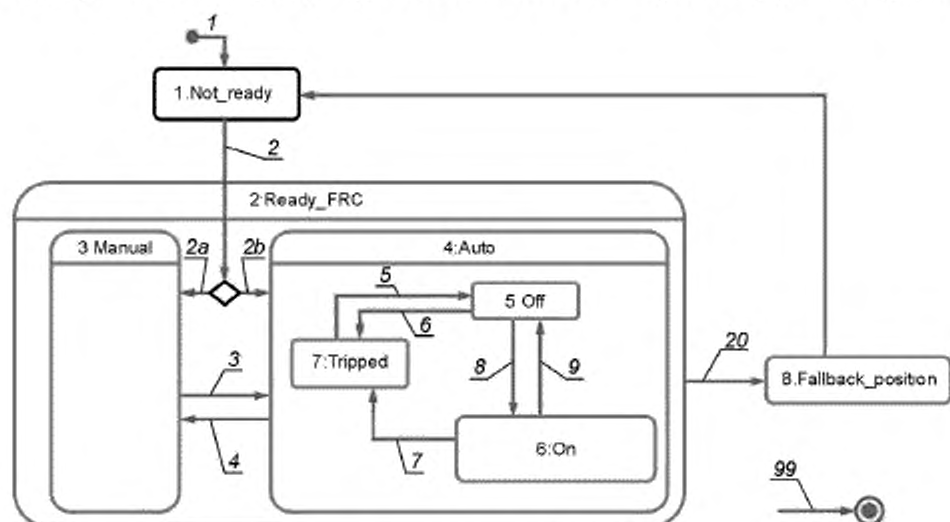 1
1.Not_ready
2
2:Ready_FRC
3 Manual
2a
2b
4:Auto
5
5 Off
6
7:Tripped
8
9
3
20
8.Fallback_position
6:On
4
7
99